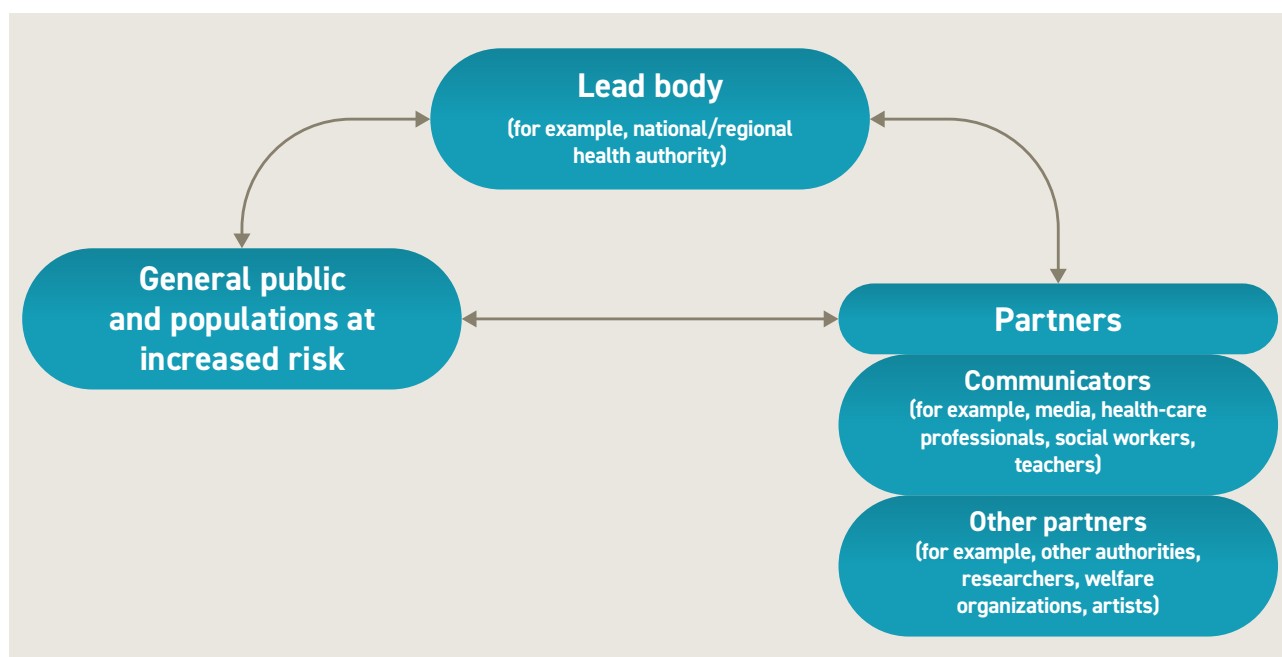 Lead body
(for example, national/regional
health authority)
General public
and populations at
increased risk
Partners
Communicators
(for example, media, health-care
professionals, social workers,
teachers)
Other partners
(for example, other authorities,
researchers, welfare
organizations, artists)